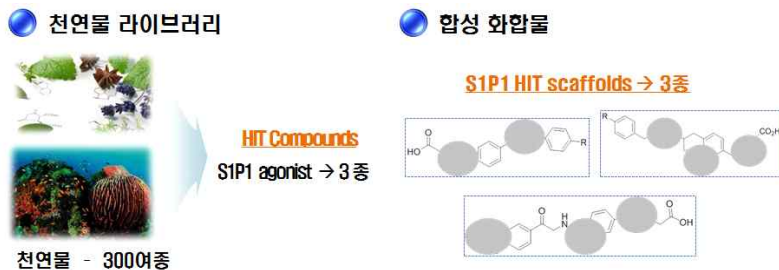 천연물 라이브러리
HIT Compounds
S1P1 agonist → 3 종
천연물 - 300여종
합성 화합물
S1P1 HIT scaffolds → 3종
O
HO
R
R
CO₂H
O
N
H
O
OH